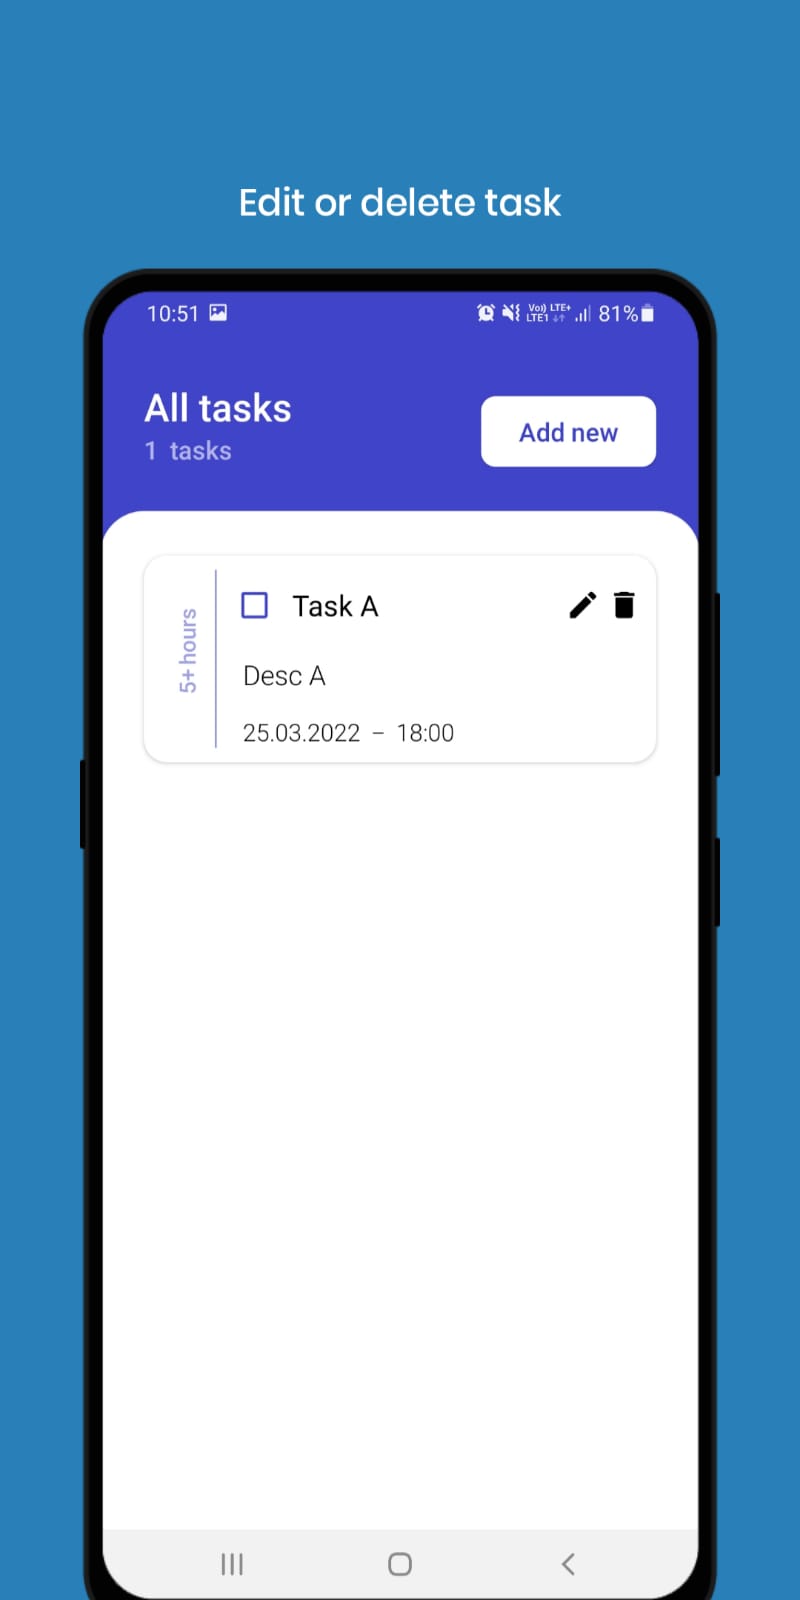 Edit or delete task
10:51 Vo)) LTE+ LTE1 81%
All tasks
1 tasks
Add new
5+ hours
Task A
Desc A
25.03.2022 – 18:00